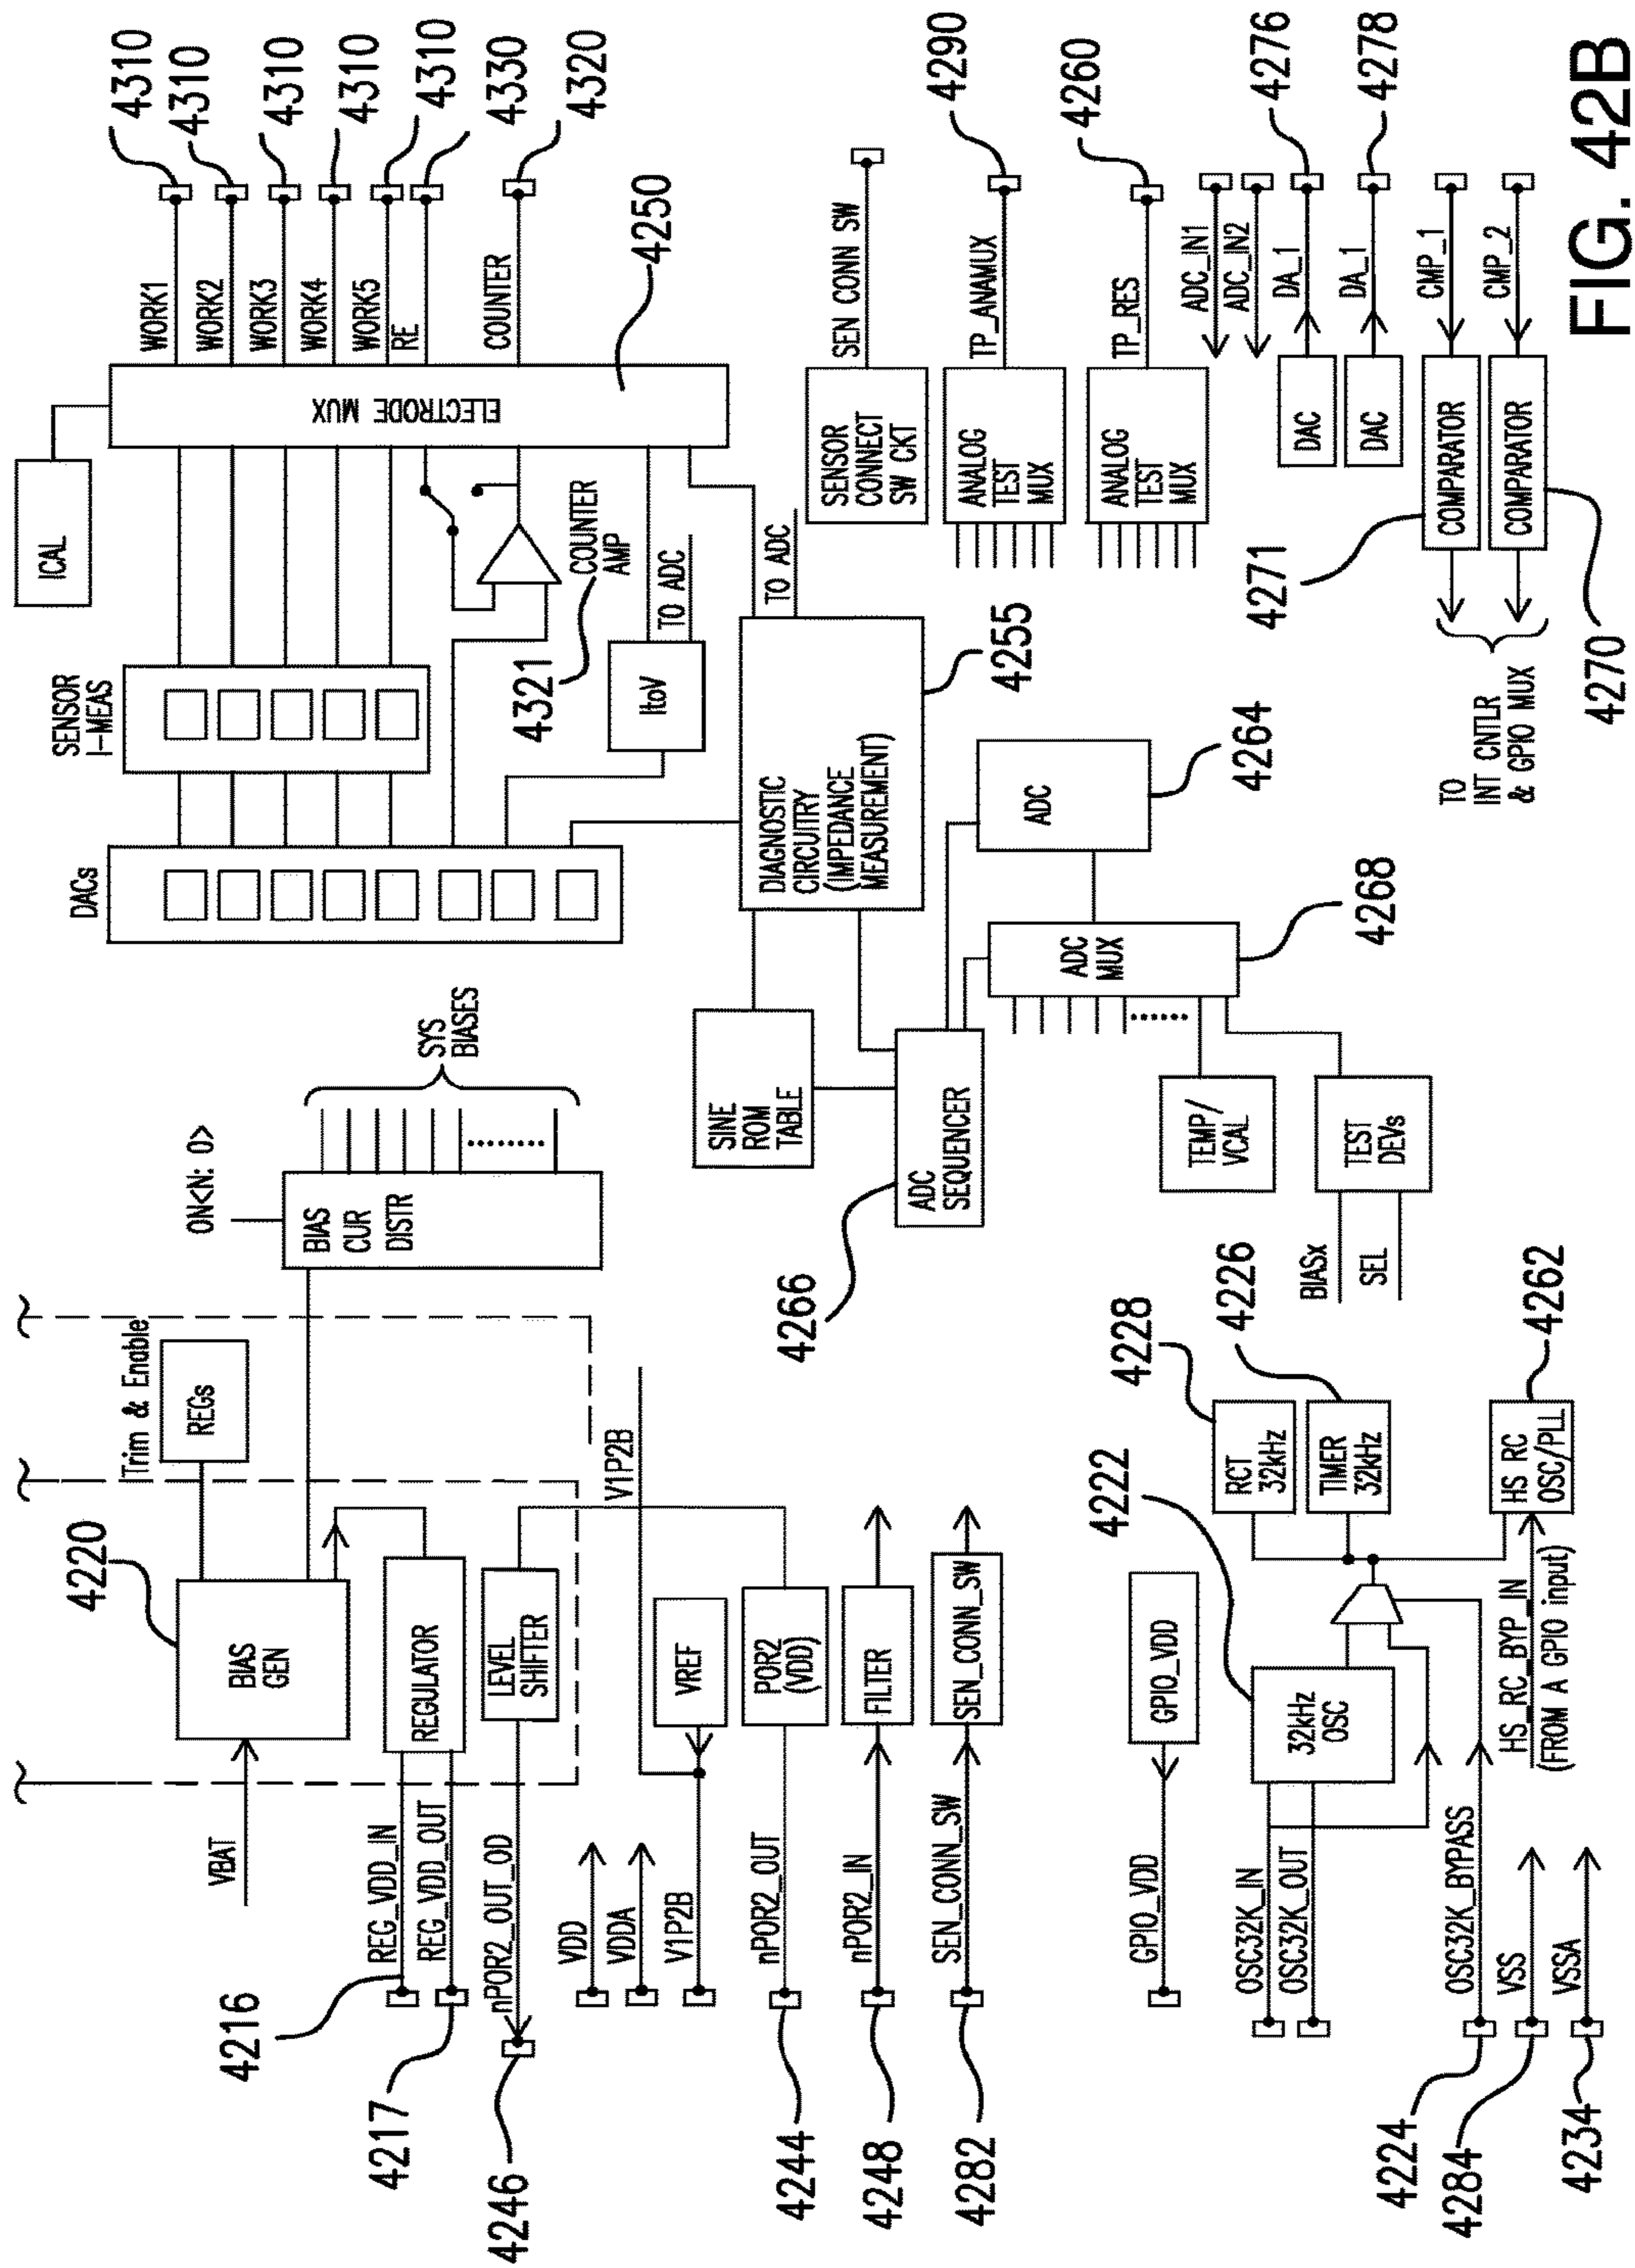 4310
4310
4310
4310
4310
4330
4320
WORK1
WORK2
WORK3
WORK4
WORK5
RE
COUNTER
4250
ELECTRODE MUX
ICAL
SENSOR
I-MEAS
DACs
COUNTER
AMP
4321
ItoV
TO ADC
TO ADC
DIAGNOSTIC
CIRCUITRY
(IMPEDANCE
MEASUREMENT)
4255
SENSOR
CONNECT
SW CKT
SEN CONN SW
ANALOG
TEST
MUX
TP_ANAMUX
4290
ANALOG
TEST
MUX
TP_RES
4260
ADC_IN1
ADC_IN2
DAC
DA_1
4276
DAC
DA_1
4278
COMPARATOR
CMP_1
COMPARATOR
CMP_2
4271
4270
TO
INT CNTLR
& GPIO MUX
ADC
4264
ADC
MUX
4268
SINE
ROM
TABLE
ADC
SEQUENCER
4266
TEMP/
VCAL
TEST
DEVs
BIASx
SEL
ON<N: 0>
BIAS
CUR
DISTR
SYS
BIASES
Trim & Enable
REGs
4220
BIAS
GEN
VBAT
REGULATOR
REG_VDD_IN
REG_VDD_OUT
4216
4217
LEVEL
SHIFTER
nPOR2_OUT_OD
4246
VDD
VDDA
V1P2B
V1P2B
VREF
POR2
(VDD)
nPOR2_OUT
4244
FILTER
nPOR2_IN
4248
SEN_CONN_SW
SEN_CONN_SW
4282
GPIO_VDD
GPIO_VDD
4222
32kHz
OSC
OSC32K_IN
OSC32K_OUT
OSC32K_BYPASS
4224
VSS
4284
VSSA
4234
4228
RCT
32kHz
4226
TIMER
32kHz
4262
HS RC
OSC/PLL
HS_RC_BYP_IN
(FROM A GPIO input)
FIG. 42B